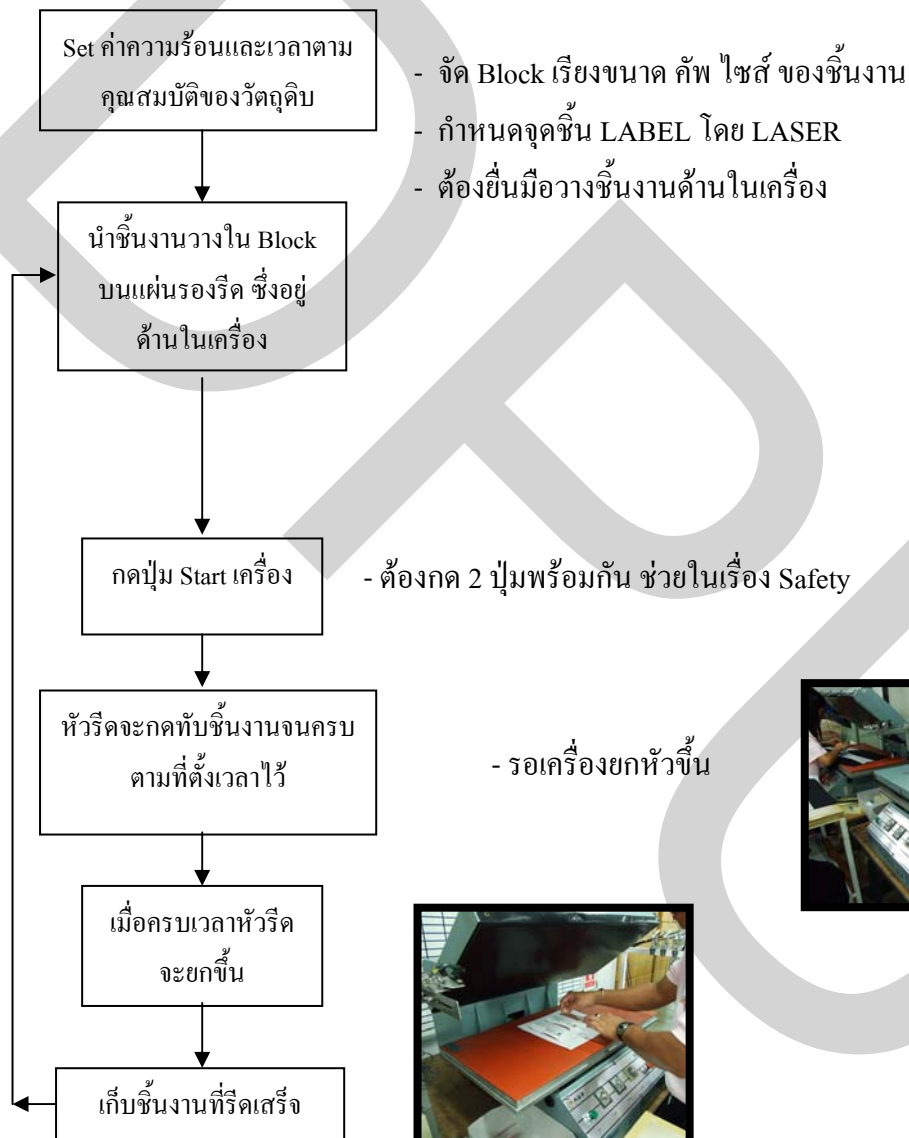 Set ค่าความร้อนและเวลาตาม
คุณสมบัติของวัตถุดิบ
- จัด Block เรียงขนาด คัพ ไซส์ ของชิ้นงาน
- กำหนดจุดชิ้น LABEL โดย LASER
- ต้องยื่นมือวางชิ้นงานด้านในเครื่อง
นำชิ้นงานวางใน Block
บนแผ่นรองรีด ซึ่งอยู่
ด้านในเครื่อง
กดปุ่ม Start เครื่อง
- ต้องกด 2 ปุ่มพร้อมกัน ช่วยในเรื่อง Safety
หัวรีดจะกดทับชิ้นงานจนครบ
ตามที่ตั้งเวลาไว้
- รอเครื่องยกหัวขึ้น
เมื่อครบเวลาหัวรีด
จะยกขึ้น
เก็บชิ้นงานที่รีดเสร็จ